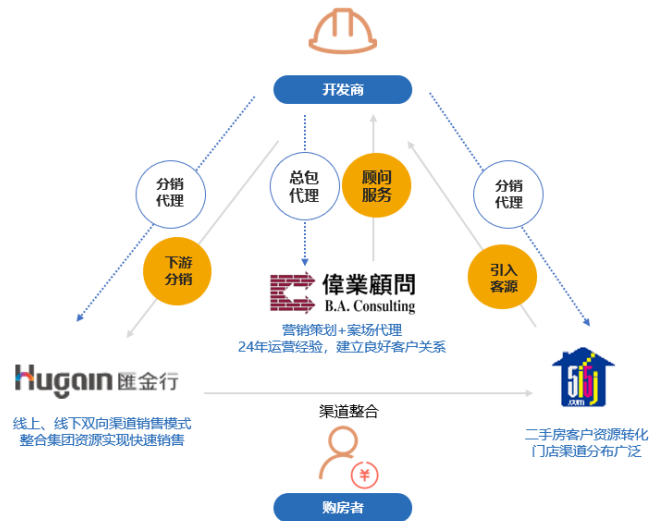 开发商
分销
代理
总包
代理
顾问
服务
分销
代理
下游
分销
引入
客源
偉業顧問
B.A. Consulting
营销策划+案场代理
24年运营经验，建立良好客户关系
Hugain 匯金行
5i5j
.com
线上、线下双向渠道销售模式
整合集团资源实现快速销售
渠道整合
二手房客户资源转化
门店渠道分布广泛
¥
购房者